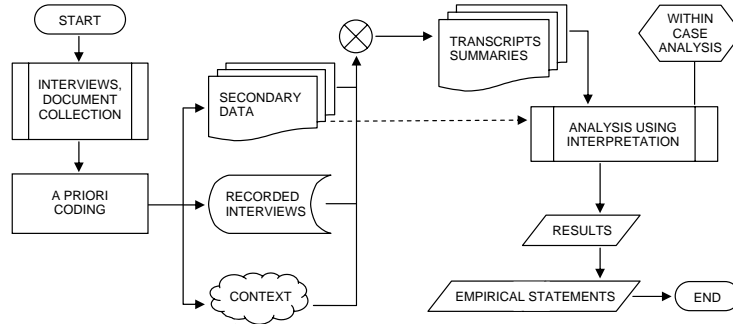 START
INTERVIEWS,
DOCUMENT
COLLECTION
A PRIORI
CODING
SECONDARY
DATA
RECORDED
INTERVIEWS
CONTEXT
TRANSCRIPTS
SUMMARIES
WITHIN
CASE
ANALYSIS
ANALYSIS USING
INTERPRETATION
RESULTS
EMPIRICAL STATEMENTS
END